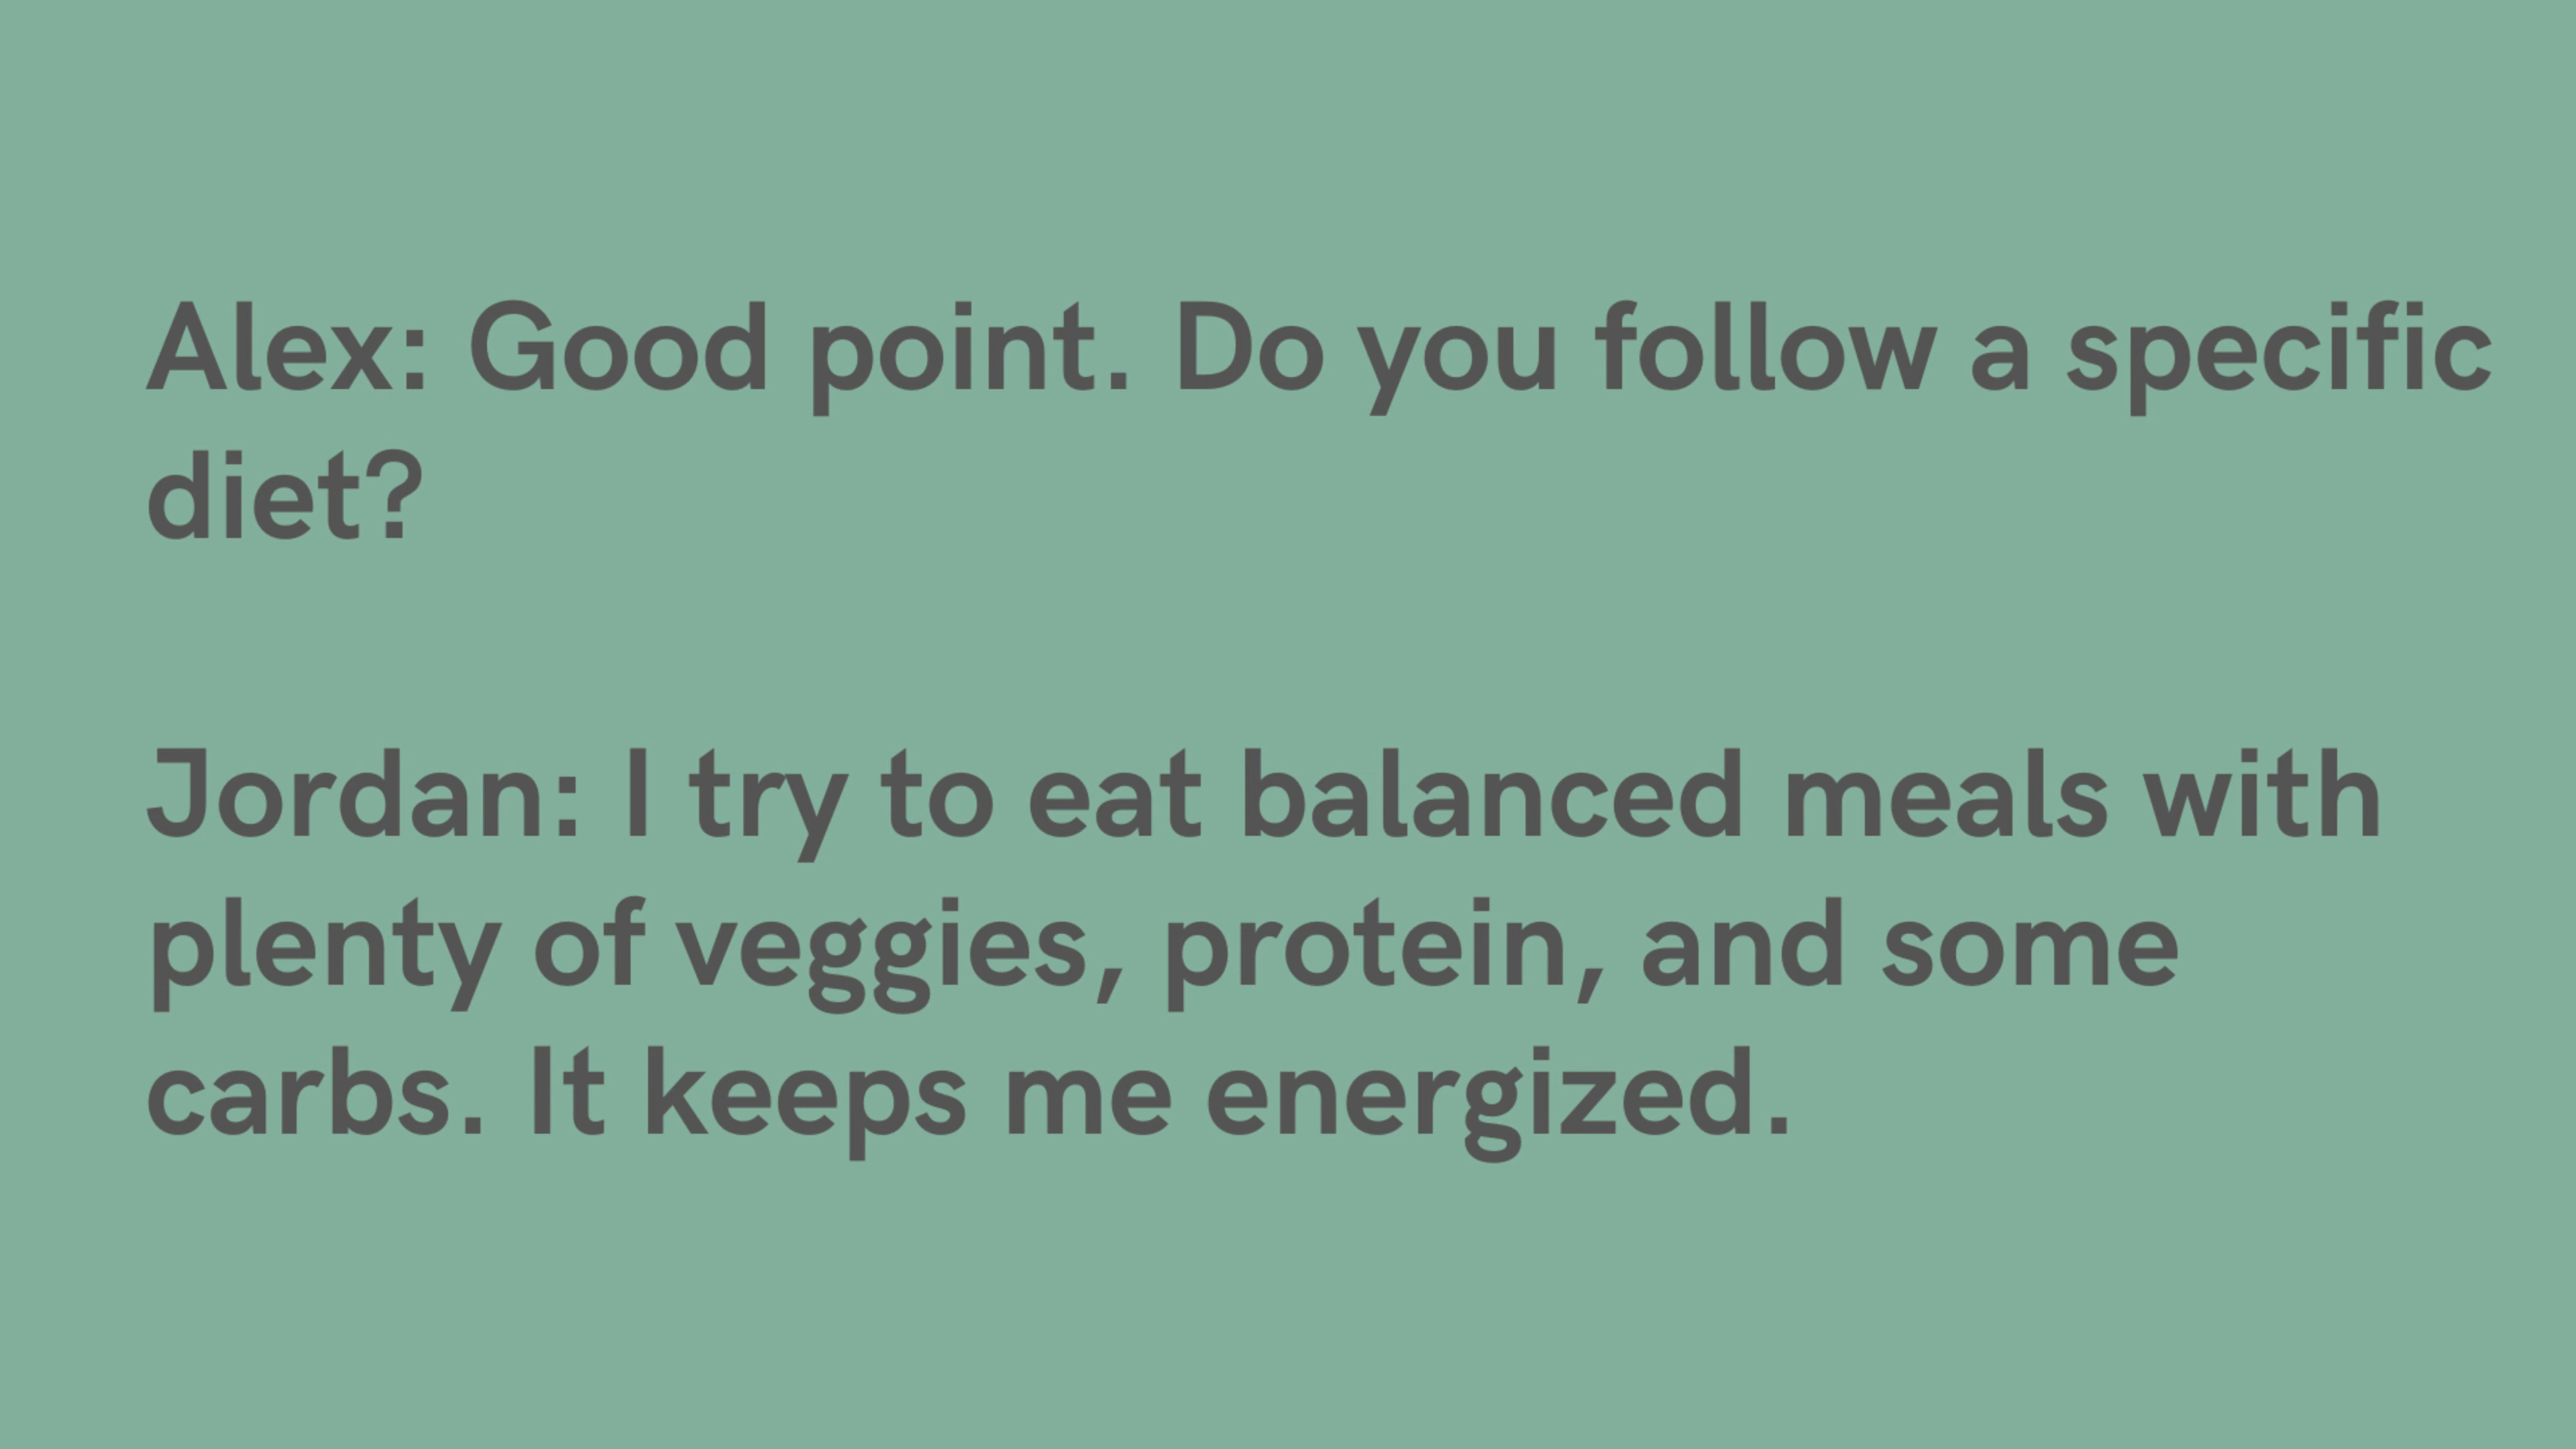 Alex: Good point. Do you follow a specific
diet?
Jordan: I try to eat balanced meals with
plenty of veggies, protein, and some
carbs. It keeps me energized.